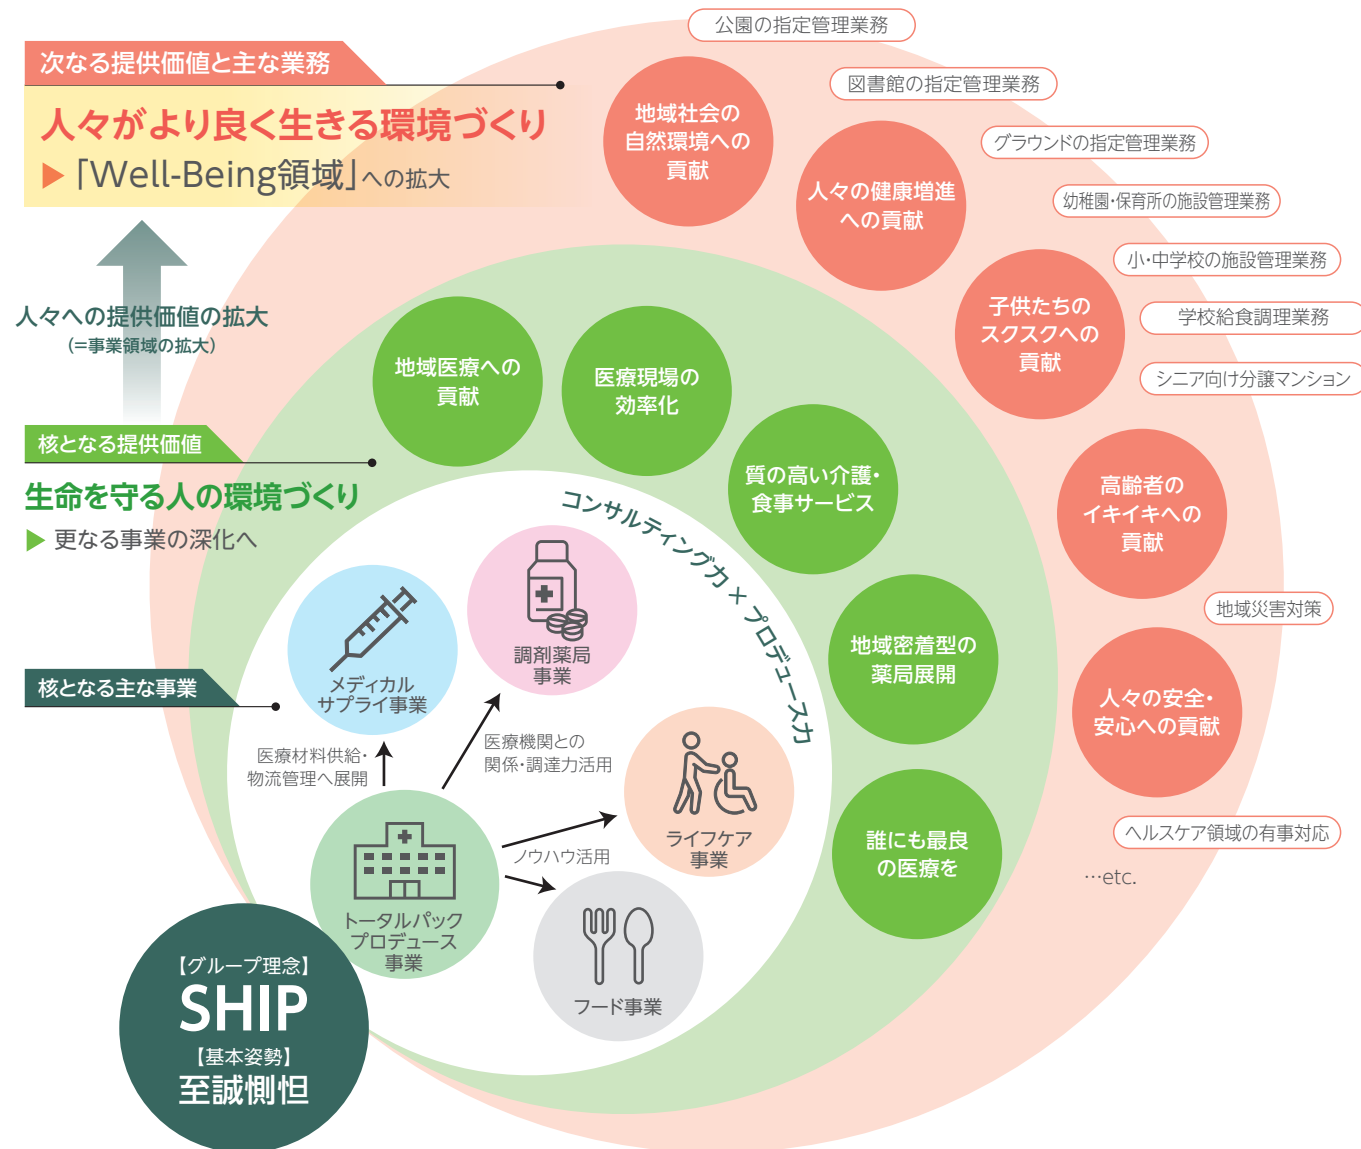 次なる提供価値と主な業務
人々がより良く生きる環境づくり
▶ 「Well-Being領域」への拡大
人々への提供価値の拡大
(=事業領域の拡大)
核となる提供価値
生命を守る人の環境づくり
▶ 更なる事業の深化へ
核となる主な事業
公園の指定管理業務
図書館の指定管理業務
グラウンドの指定管理業務
幼稚園・保育所の施設管理業務
小・中学校の施設管理業務
学校給食調理業務
シニア向け分譲マンション
地域災害対策
ヘルスケア領域の有事対応
…etc.
地域社会の
自然環境への
貢献
人々の健康増進
への貢献
子供たちの
スクスクへの
貢献
高齢者の
イキイキへの
貢献
人々の安全・
安心への貢献
地域医療への
貢献
医療現場の
効率化
質の高い介護・
食事サービス
地域密着型の
薬局展開
誰にも最良
の医療を
コンサルティング力 × プロデュース力
メディカル
サプライ事業
調剤薬局
事業
医療材料供給・
物流管理へ展開
医療機関との
関係・調達力活用
ライフケア
事業
ノウハウ活用
トータルパック
プロデュース
事業
フード事業
【グループ理念】
SHIP
【基本姿勢】
至誠惻怛